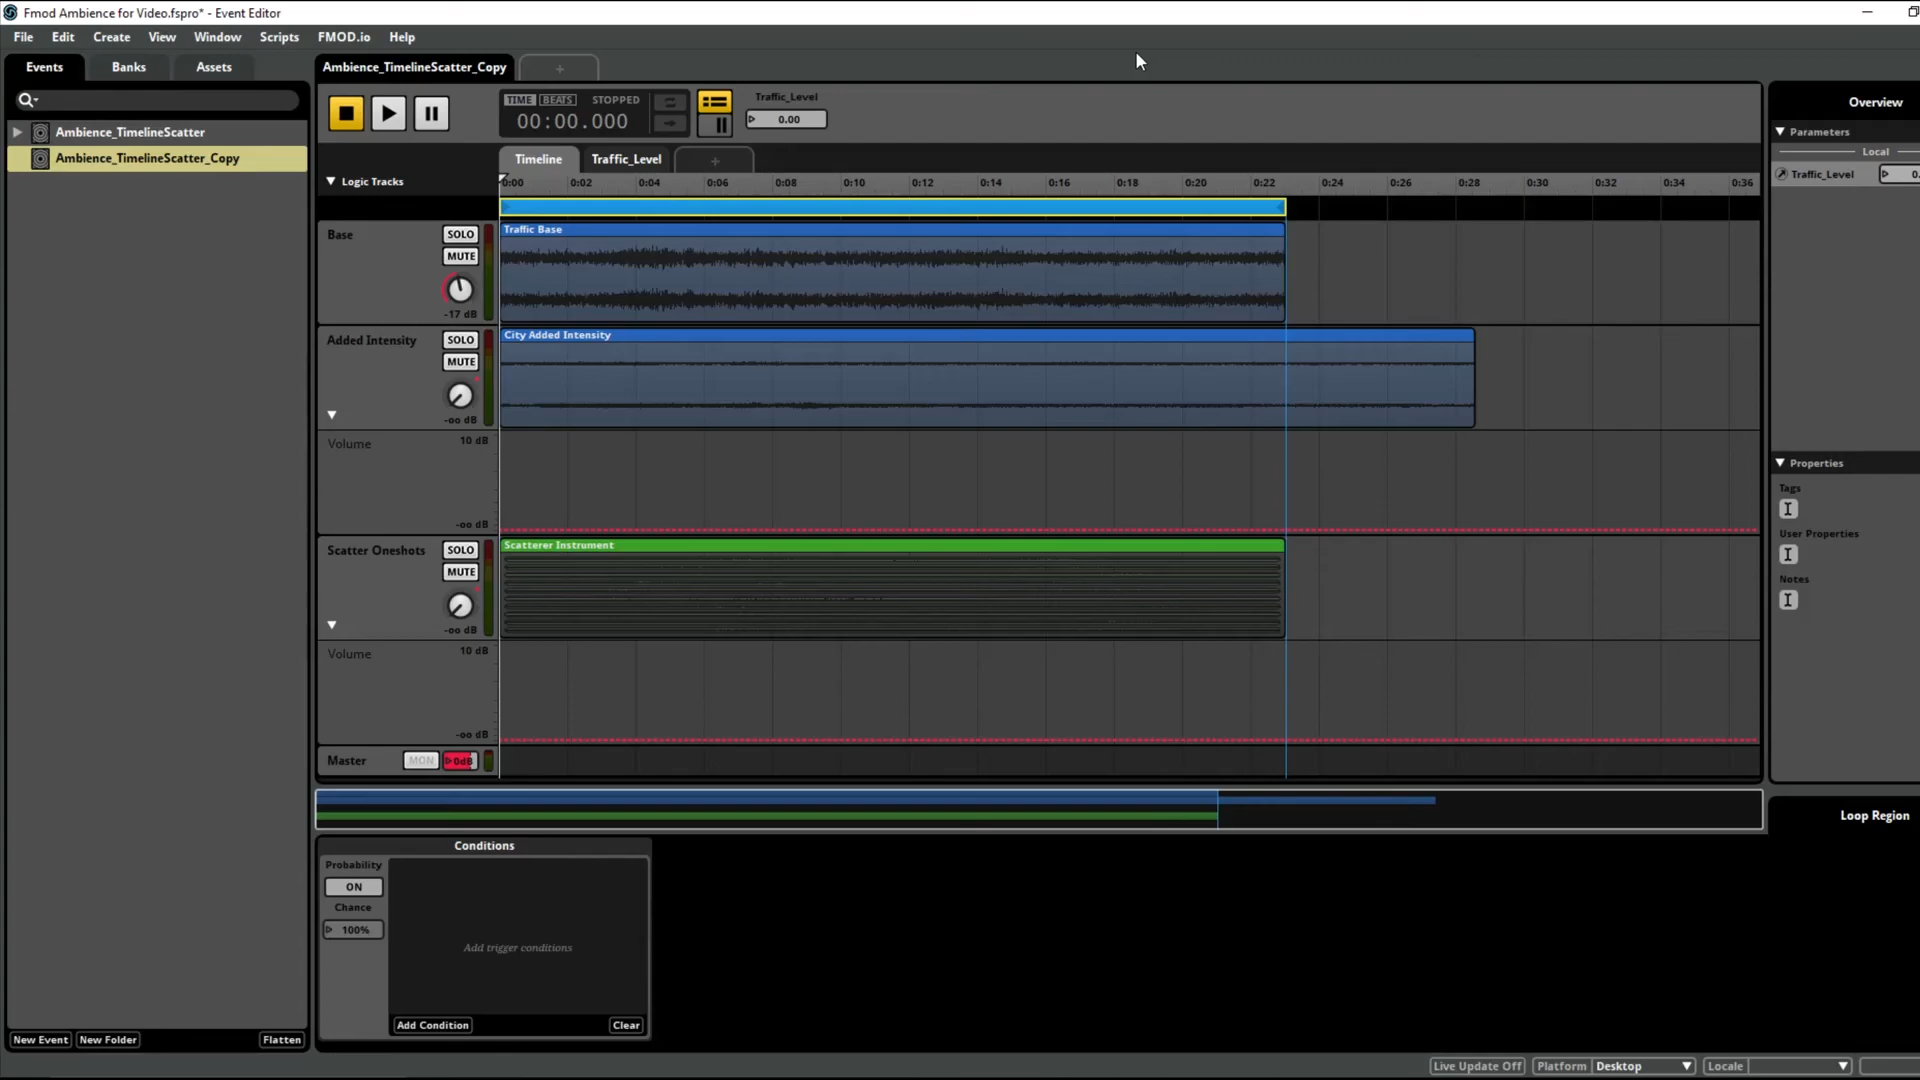 Fmod Ambience for Video.fspro* - Event Editor
File Edit Create View Window Scripts FMOD.io Help
Events Banks Assets
Ambience_TimelineScatter
Ambience_TimelineScatter_Copy
New Event New Folder Flatten
Ambience_TimelineScatter_Copy +
TIME BEATS STOPPED
00:00.000
Traffic_Level
0.00
Timeline Traffic_Level +
Logic Tracks
0:00 0:02 0:04 0:06 0:08 0:10 0:12 0:14 0:16 0:18 0:20 0:22 0:24 0:26 0:28 0:30 0:32 0:34 0:36
Base SOLO
MUTE
-17 dB
Traffic Base
Added Intensity SOLO
MUTE
-oo dB
City Added Intensity
Volume 10 dB
-oo dB
Scatter Oneshots SOLO
MUTE
-oo dB
Scatterer Instrument
Volume 10 dB
-oo dB
Master MON 0dB
Conditions
Probability
ON
Chance
100%
Add trigger conditions
Add Condition Clear
Overview
Parameters
Local
Traffic_Level 0.
Properties
Tags
User Properties
Notes
Loop Region
Live Update Off Platform Desktop Locale